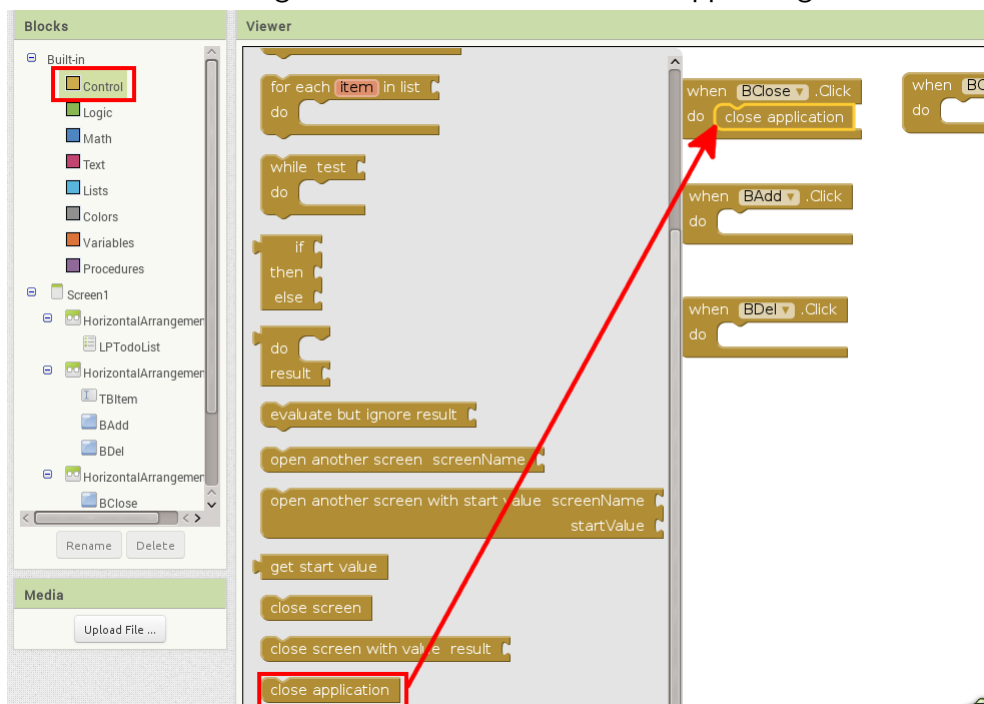 Blocks
Built-in
Control
Logic
Math
Text
Lists
Colors
Variables
Procedures
Screen1
HorizontalArrangemen
LPTodoList
HorizontalArrangemen
TBItem
BAdd
BDel
HorizontalArrangemen
BClose
Rename Delete
Media
Upload File ...
Viewer
for each item in list
do
while test
do
if
then
else
do
result
evaluate but ignore result
open another screen screenName
open another screen with start value screenName
startValue
get start value
close screen
close screen with value result
close application
when BClose .Click
do close application
when BAdd .Click
do
when BDel .Click
do
when BC
do